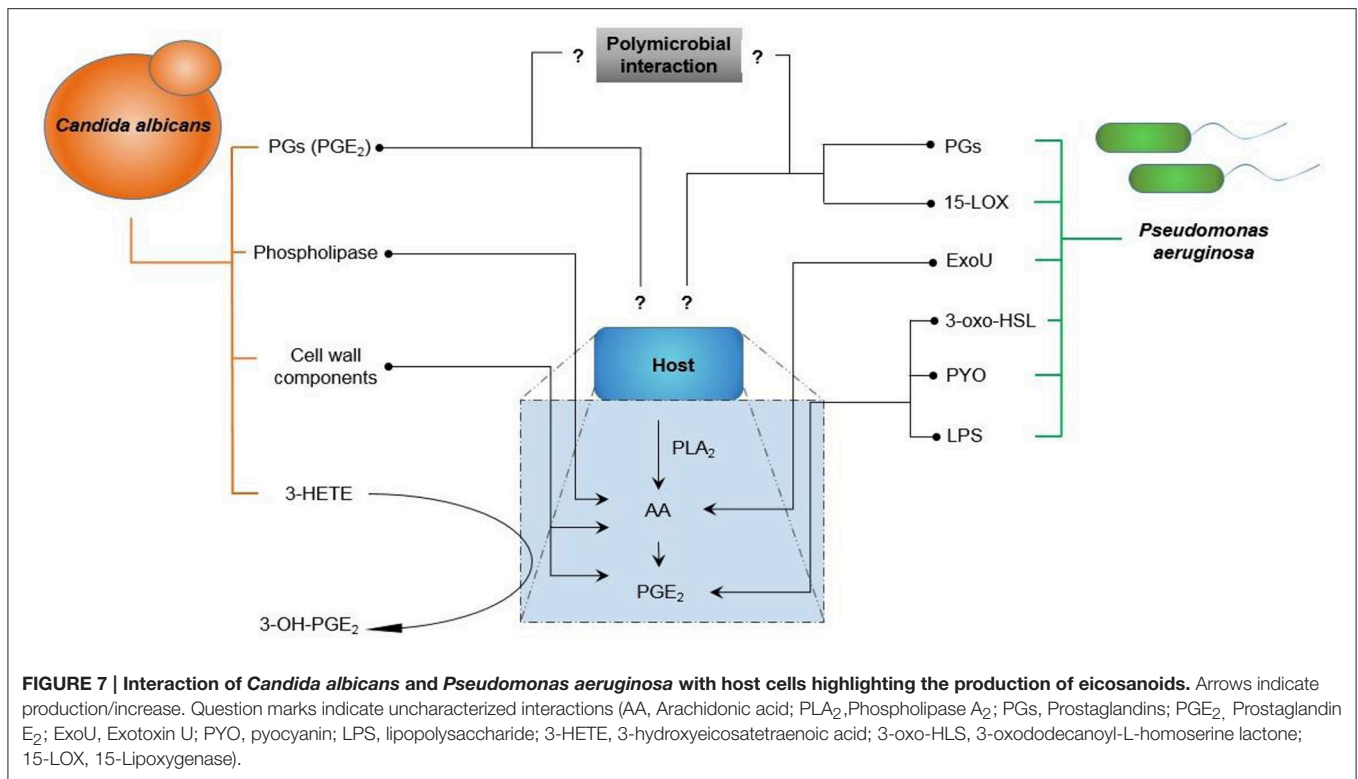 Polymicrobial
interaction
?
?
Candida albicans
PGs (PGE₂)
Phospholipase
Cell wall
components
3-HETE
3-OH-PGE₂
PGs
15-LOX
ExoU
3-oxo-HSL
PYO
LPS
Pseudomonas
aeruginosa
?
?
Host
PLA₂
AA
PGE₂
FIGURE 7 | Interaction of Candida albicans and Pseudomonas aeruginosa with host cells highlighting the production of eicosanoids. Arrows indicate
production/increase. Question marks indicate uncharacterized interactions (AA, Arachidonic acid; PLA₂,Phospholipase A₂; PGs, Prostaglandins; PGE₂, Prostaglandin
E₂; ExoU, Exotoxin U; PYO, pyocyanin; LPS, lipopolysaccharide; 3-HETE, 3-hydroxyeicosatetraenoic acid; 3-oxo-HLS, 3-oxododecanoyl-L-homoserine lactone;
15-LOX, 15-Lipoxygenase).